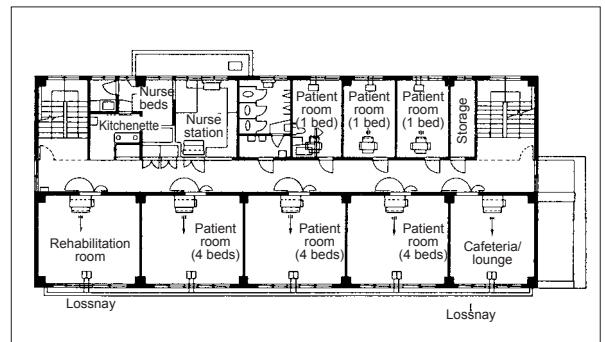 Nurse
beds
Kitchenette
Nurse
station
Patient
room
(1 bed)
Patient
room
(1 bed)
Patient
room
(1 bed)
Storage
Rehabilitation
room
Patient
room
(4 beds)
Patient
room
(4 beds)
Patient
room
(4 beds)
Cafeteria/
lounge
Lossnay
Lossnay